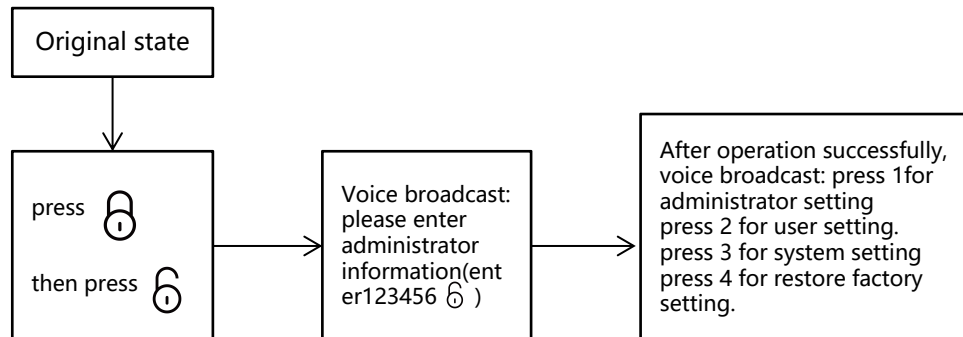 Original state
press
then press
Voice broadcast:
please enter
administrator
information(ent
er123456 )
After operation successfully,
voice broadcast: press 1for
administrator setting
press 2 for user setting.
press 3 for system setting
press 4 for restore factory
setting.